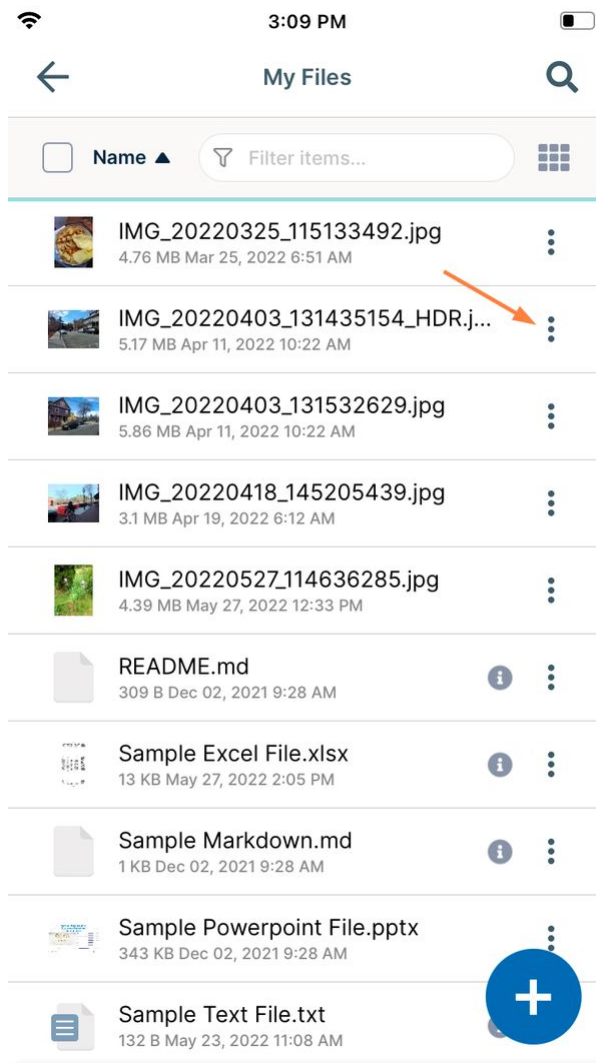 3:09 PM
My Files
Name ▲
Filter items...
IMG_20220325_115133492.jpg
4.76 MB Mar 25, 2022 6:51 AM
IMG_20220403_131435154_HDR.j...
5.17 MB Apr 11, 2022 10:22 AM
IMG_20220403_131532629.jpg
5.86 MB Apr 11, 2022 10:22 AM
IMG_20220418_145205439.jpg
3.1 MB Apr 19, 2022 6:12 AM
IMG_20220527_114636285.jpg
4.39 MB May 27, 2022 12:33 PM
README.md
309 B Dec 02, 2021 9:28 AM
Sample Excel File.xlsx
13 KB May 27, 2022 2:05 PM
Sample Markdown.md
1 KB Dec 02, 2021 9:28 AM
Sample Powerpoint File.pptx
343 KB Dec 02, 2021 9:28 AM
Sample Text File.txt
132 B May 23, 2022 11:08 AM